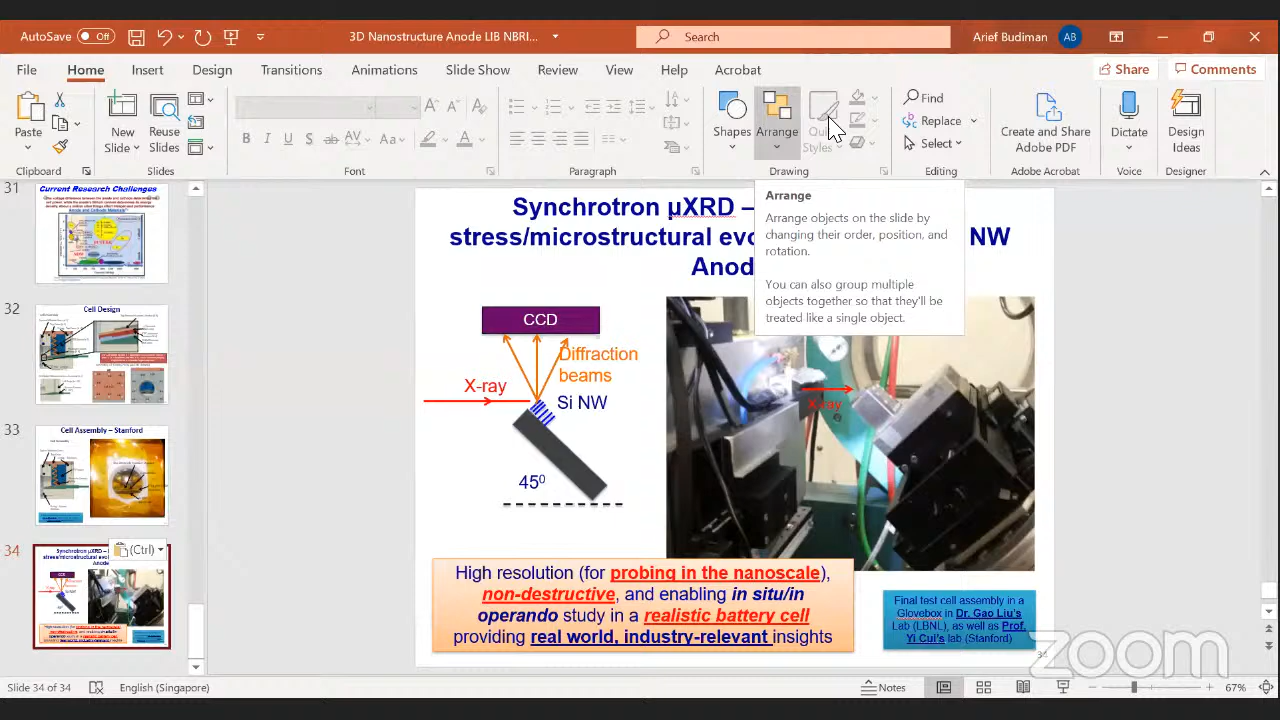 AutoSave Off 3D Nanostructure Anode LIB NBRI... Search Arief Budiman AB
File Home Insert Design Transitions Animations Slide Show Review View Help Acrobat Share Comments
Paste New Slide Reuse Slides B I U S ab AV Aa A Shapes Arrange Quick Styles Find Replace Select Create and Share Adobe PDF Dictate Design Ideas
Clipboard Slides Font Paragraph Drawing Editing Adobe Acrobat Voice Designer
Arrange
Arrange objects on the slide by
changing their order, position, and
rotation.
You can also group multiple
objects together so that they'll be
treated like a single object.
31
Current Research Challenges
32
Cell Design
33
Cell Assembly – Stanford
34
(Ctrl)
Synchrotron µXRD –
stress/microstructural evo NW
Anod
CCD
Diffraction
beams
X-ray
Si NW
45⁰
X-ray
High resolution (for probing in the nanoscale),
non-destructive, and enabling in situ/in
operando study in a realistic battery cell
providing real world, industry-relevant insights
Final test cell assembly in a
Glovebox in Dr. Gao Liu's
Lab (LBNL), as well as Prof.
Yi Cui's lab (Stanford)
34
zoom
Slide 34 of 34 English (Singapore) Notes 67%